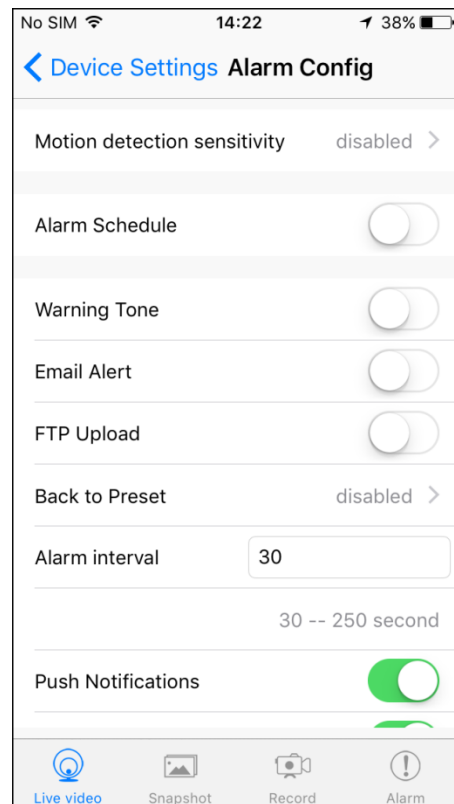 No SIM 14:22 38%
Device Settings Alarm Config
Motion detection sensitivity disabled
Alarm Schedule
Warning Tone
Email Alert
FTP Upload
Back to Preset disabled
Alarm interval 30
30 -- 250 second
Push Notifications
Live video Snapshot Record Alarm